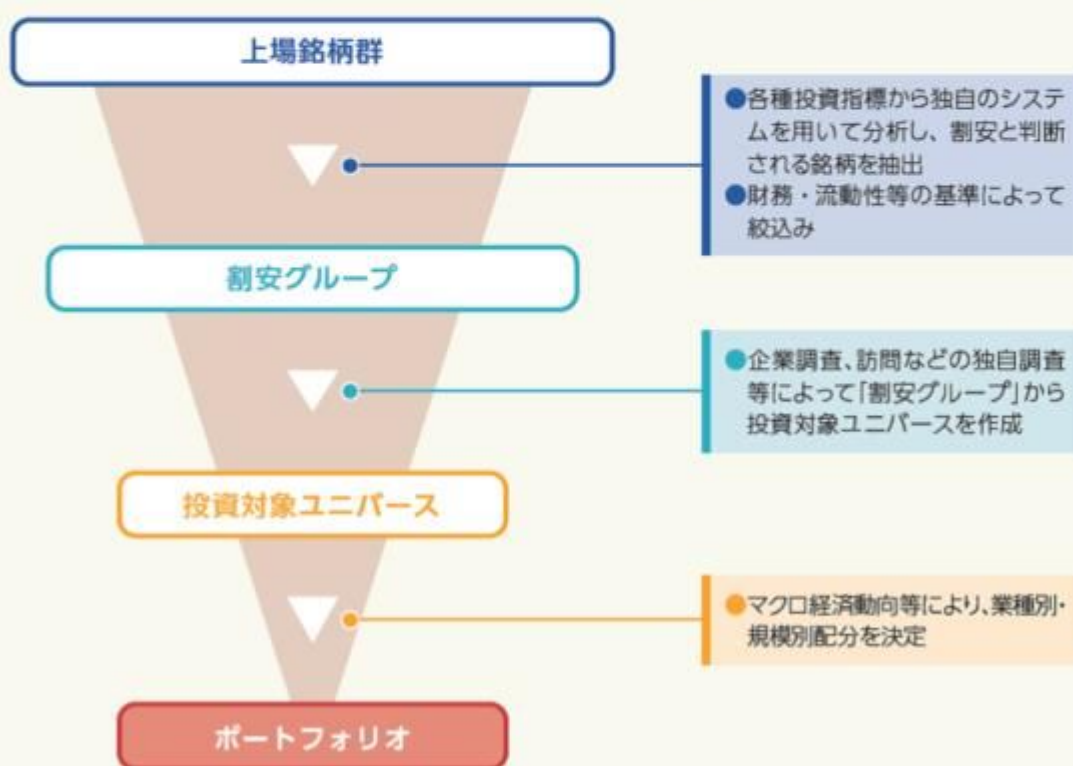 上場銘柄群
●各種投資指標から独自のシステ
ムを用いて分析し、割安と判断
される銘柄を抽出
●財務・流動性等の基準によって
絞込み
割安グループ
●企業調査、訪問などの独自調査
等によって「割安グループ」から
投資対象ユニバースを作成
投資対象ユニバース
●マクロ経済動向等により、業種別・
規模別配分を決定
ポートフォリオ